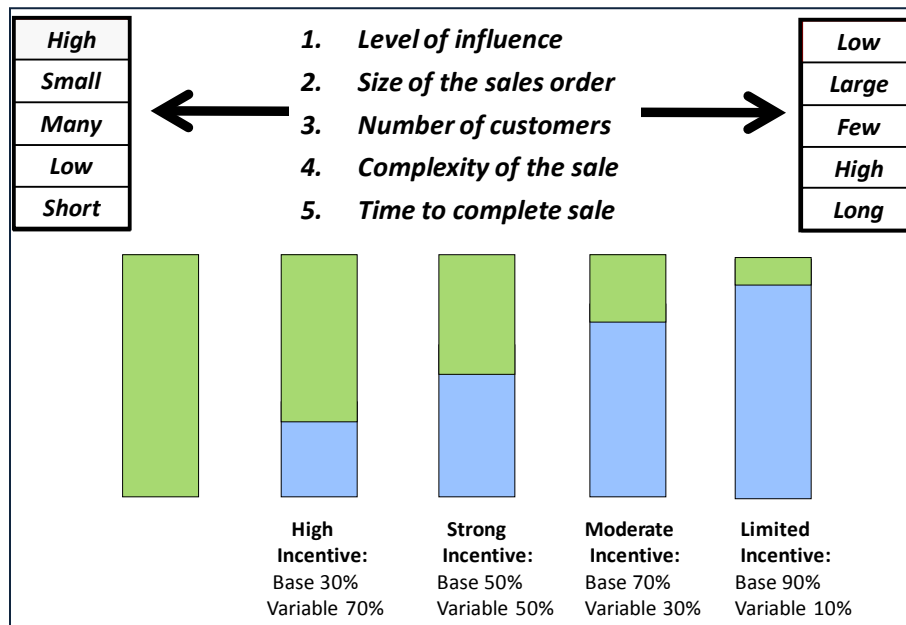 High
Small
Many
Low
Short
1. Level of influence
2. Size of the sales order
3. Number of customers
4. Complexity of the sale
5. Time to complete sale
Low
Large
Few
High
Long
High
Incentive:
Base 30%
Variable 70%
Strong
Incentive:
Base 50%
Variable 50%
Moderate
Incentive:
Base 70%
Variable 30%
Limited
Incentive:
Base 90%
Variable 10%